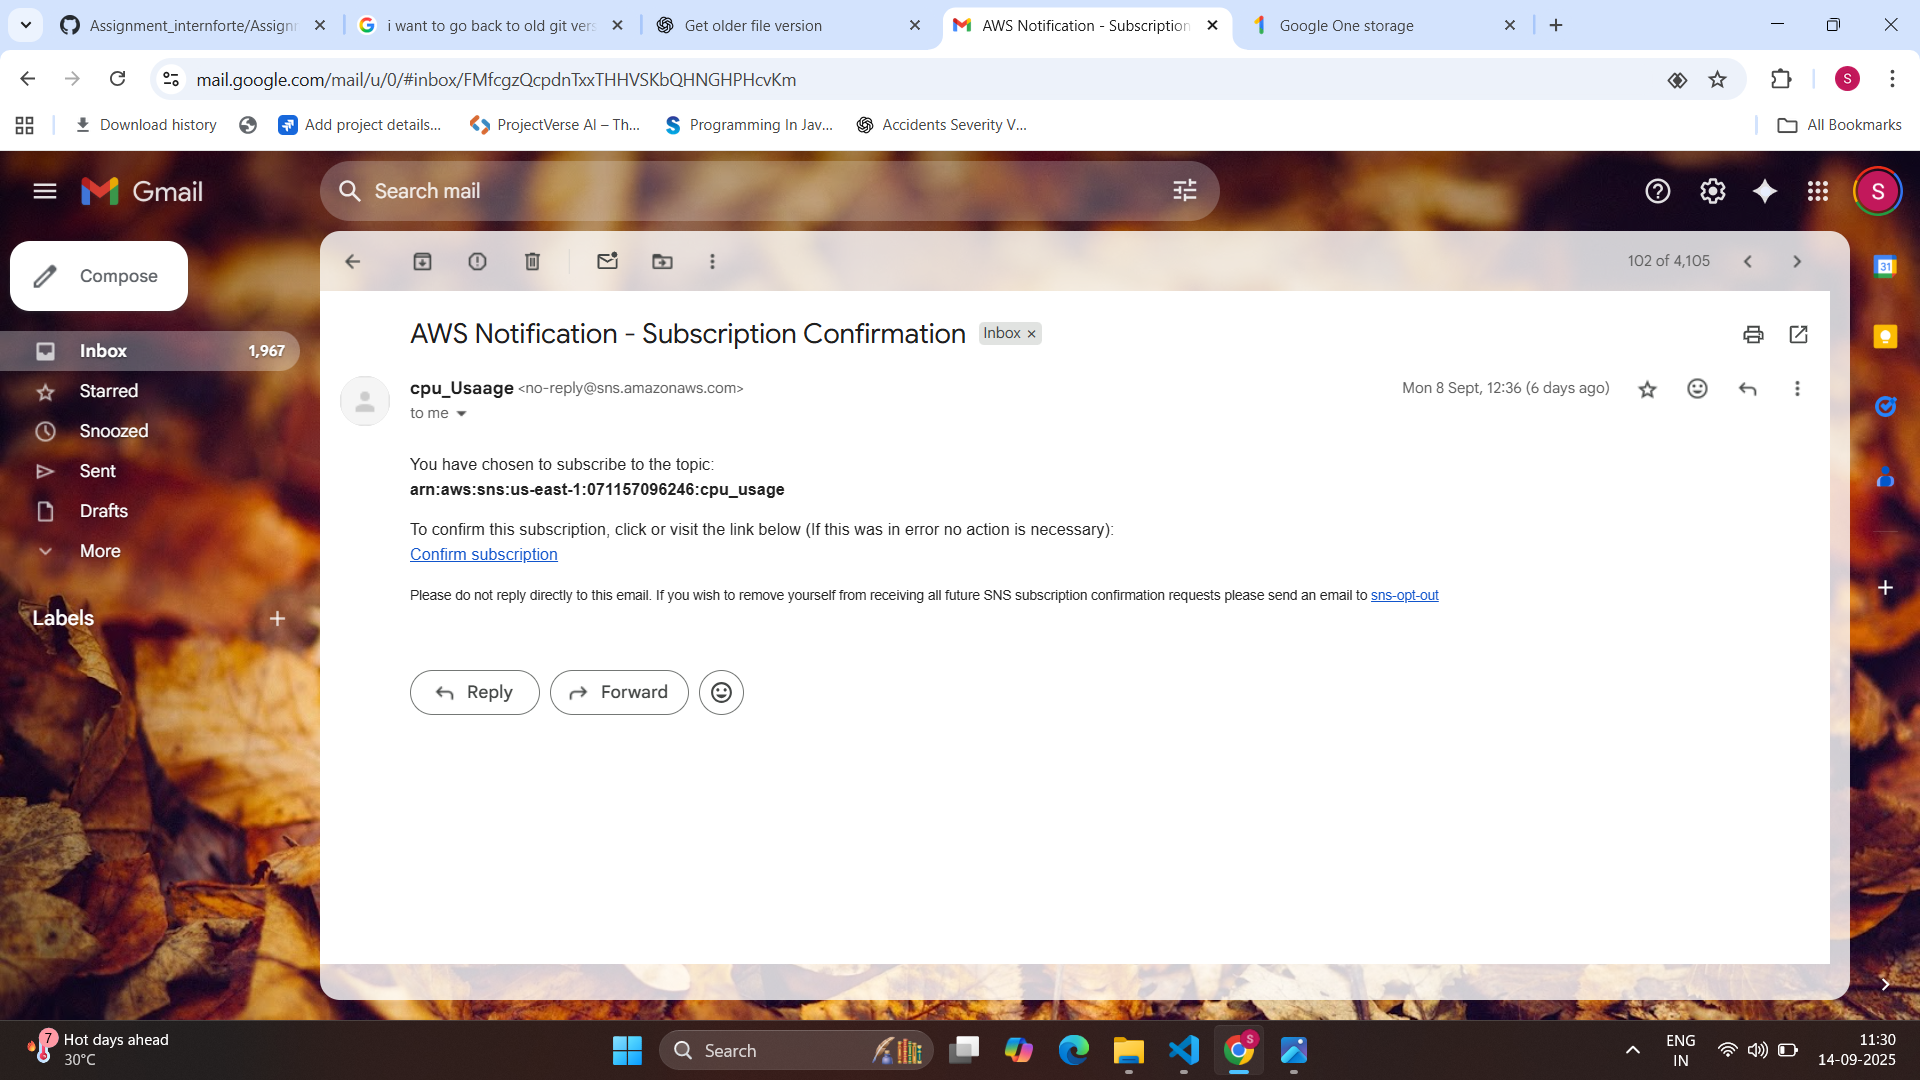 Assignment_internforte/Assignm
i want to go back to old git vers
Get older file version
AWS Notification - Subscription
Google One storage
mail.google.com/mail/u/0/#inbox/FMfcgzQcpdnTxxTHHVSKbQHNGHPHcvKm
S
Download history
Add project details...
ProjectVerse AI – Th...
Programming In Jav...
Accidents Severity V...
All Bookmarks
Gmail
Search mail
S
Compose
102 of 4,105
31
Inbox 1,967
Starred
Snoozed
Sent
Drafts
More
Labels
AWS Notification - Subscription Confirmation
Inbox
cpu_Usaage <no-reply@sns.amazonaws.com>
Mon 8 Sept, 12:36 (6 days ago)
to me
You have chosen to subscribe to the topic:
arn:aws:sns:us-east-1:071157096246:cpu_usage
To confirm this subscription, click or visit the link below (If this was in error no action is necessary):
Confirm subscription
Please do not reply directly to this email. If you wish to remove yourself from receiving all future SNS subscription confirmation requests please send an email to sns-opt-out
Reply
Forward
7
Hot days ahead
30°C
Search
S
ENG
IN
11:30
14-09-2025